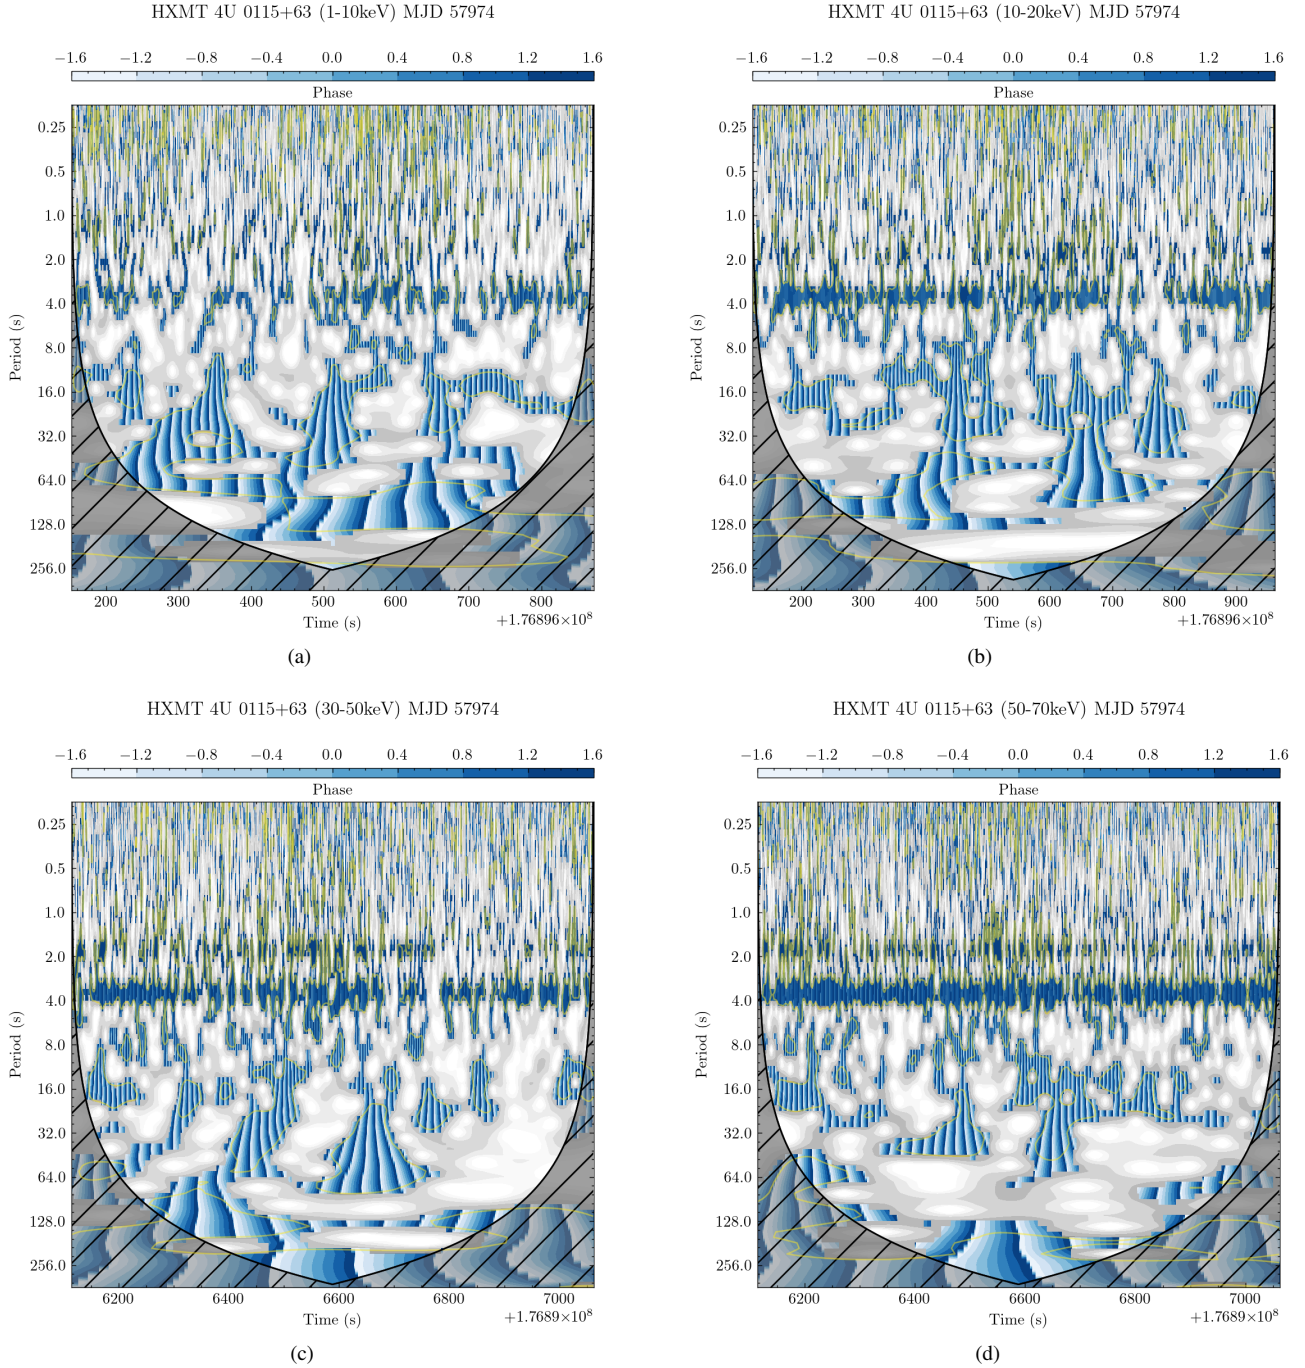 HXMT 4U 0115+63 (1-10keV) MJD 57974
−1.6 −1.2 −0.8 −0.4 0.0 0.4 0.8 1.2 1.6
Phase
0.25
0.5
1.0
2.0
4.0
8.0
16.0
32.0
64.0
128.0
256.0
Period (s)
200 300 400 500 600 700 800
Time (s)
+1.76896×10⁸
(a)
HXMT 4U 0115+63 (10-20keV) MJD 57974
−1.6 −1.2 −0.8 −0.4 0.0 0.4 0.8 1.2 1.6
Phase
0.25
0.5
1.0
2.0
4.0
8.0
16.0
32.0
64.0
128.0
256.0
Period (s)
200 300 400 500 600 700 800 900
Time (s)
+1.76896×10⁸
(b)
HXMT 4U 0115+63 (30-50keV) MJD 57974
−1.6 −1.2 −0.8 −0.4 0.0 0.4 0.8 1.2 1.6
Phase
0.25
0.5
1.0
2.0
4.0
8.0
16.0
32.0
64.0
128.0
256.0
Period (s)
6200 6400 6600 6800 7000
Time (s)
+1.7689×10⁸
(c)
HXMT 4U 0115+63 (50-70keV) MJD 57974
−1.6 −1.2 −0.8 −0.4 0.0 0.4 0.8 1.2 1.6
Phase
0.25
0.5
1.0
2.0
4.0
8.0
16.0
32.0
64.0
128.0
256.0
Period (s)
6200 6400 6600 6800 7000
Time (s)
+1.7689×10⁸
(d)